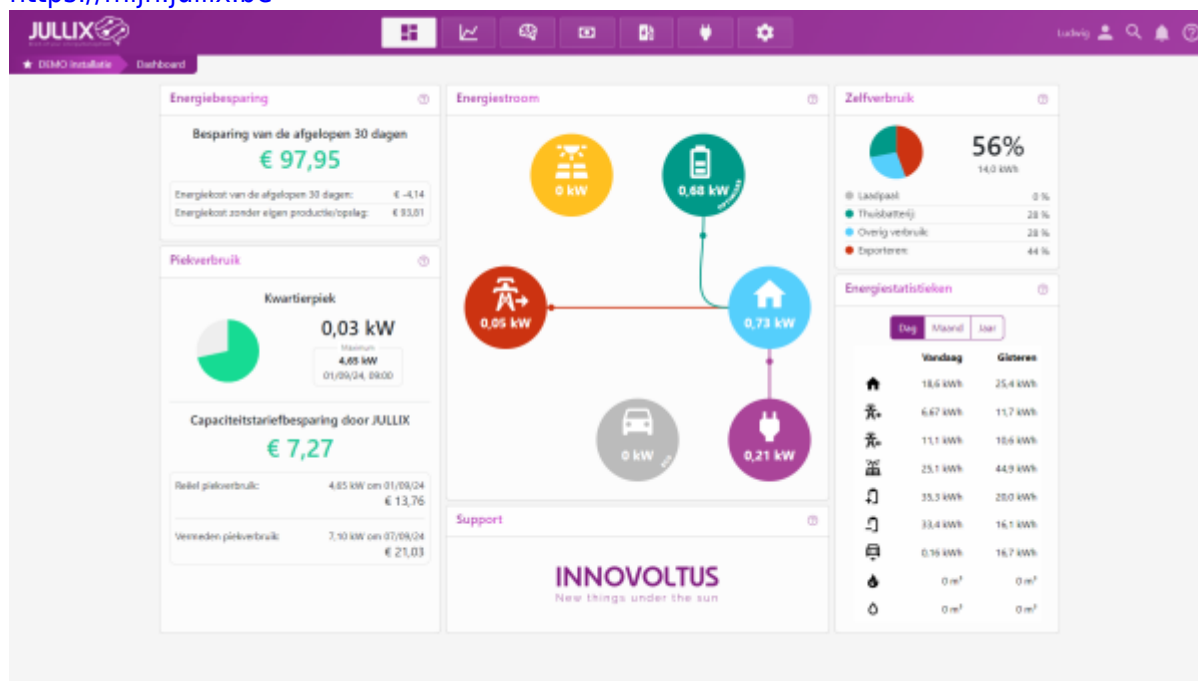 https://mijn.jullix.be
JULLIX
Ludwig
DEMO Installatie
Dashboard
Energiebesparing
Besparing van de afgelopen 30 dagen
€ 97,95
Energiekost van de afgelopen 30 dagen: € -4,14
Energiekost zonder eigen productie/opslag: € 93,81
Piekverbruik
Kwartierpiek
0,03 kW
Maximum
4,65 kW
01/09/24, 09:00
Capaciteitstariefbesparing door JULLIX
€ 7,27
Reëel piekverbruik: 4,65 kW om 01/09/24
€ 13,76
Vermeden piekverbruik: 7,10 kW om 07/09/24
€ 21,03
Energiestroom
0 kW
0,68 kW
OPTIMIZED
0,05 kW
0,73 kW
0 kW
ECO
0,21 kW
Support
INNOVOLTUS
New things under the sun
Zelfverbruik
56%
14,0 kWh
Laadpaal: 0 %
Thuisbatterij: 28 %
Overig verbruik: 28 %
Exporteren: 44 %
Energiestatistieken
Dag Maand Jaar
Vandaag Gisteren
18,6 kWh 25,4 kWh
6,67 kWh 11,7 kWh
11,1 kWh 10,6 kWh
25,1 kWh 44,9 kWh
35,3 kWh 20,0 kWh
33,4 kWh 16,1 kWh
0,16 kWh 16,7 kWh
0 m³ 0 m³
0 m³ 0 m³